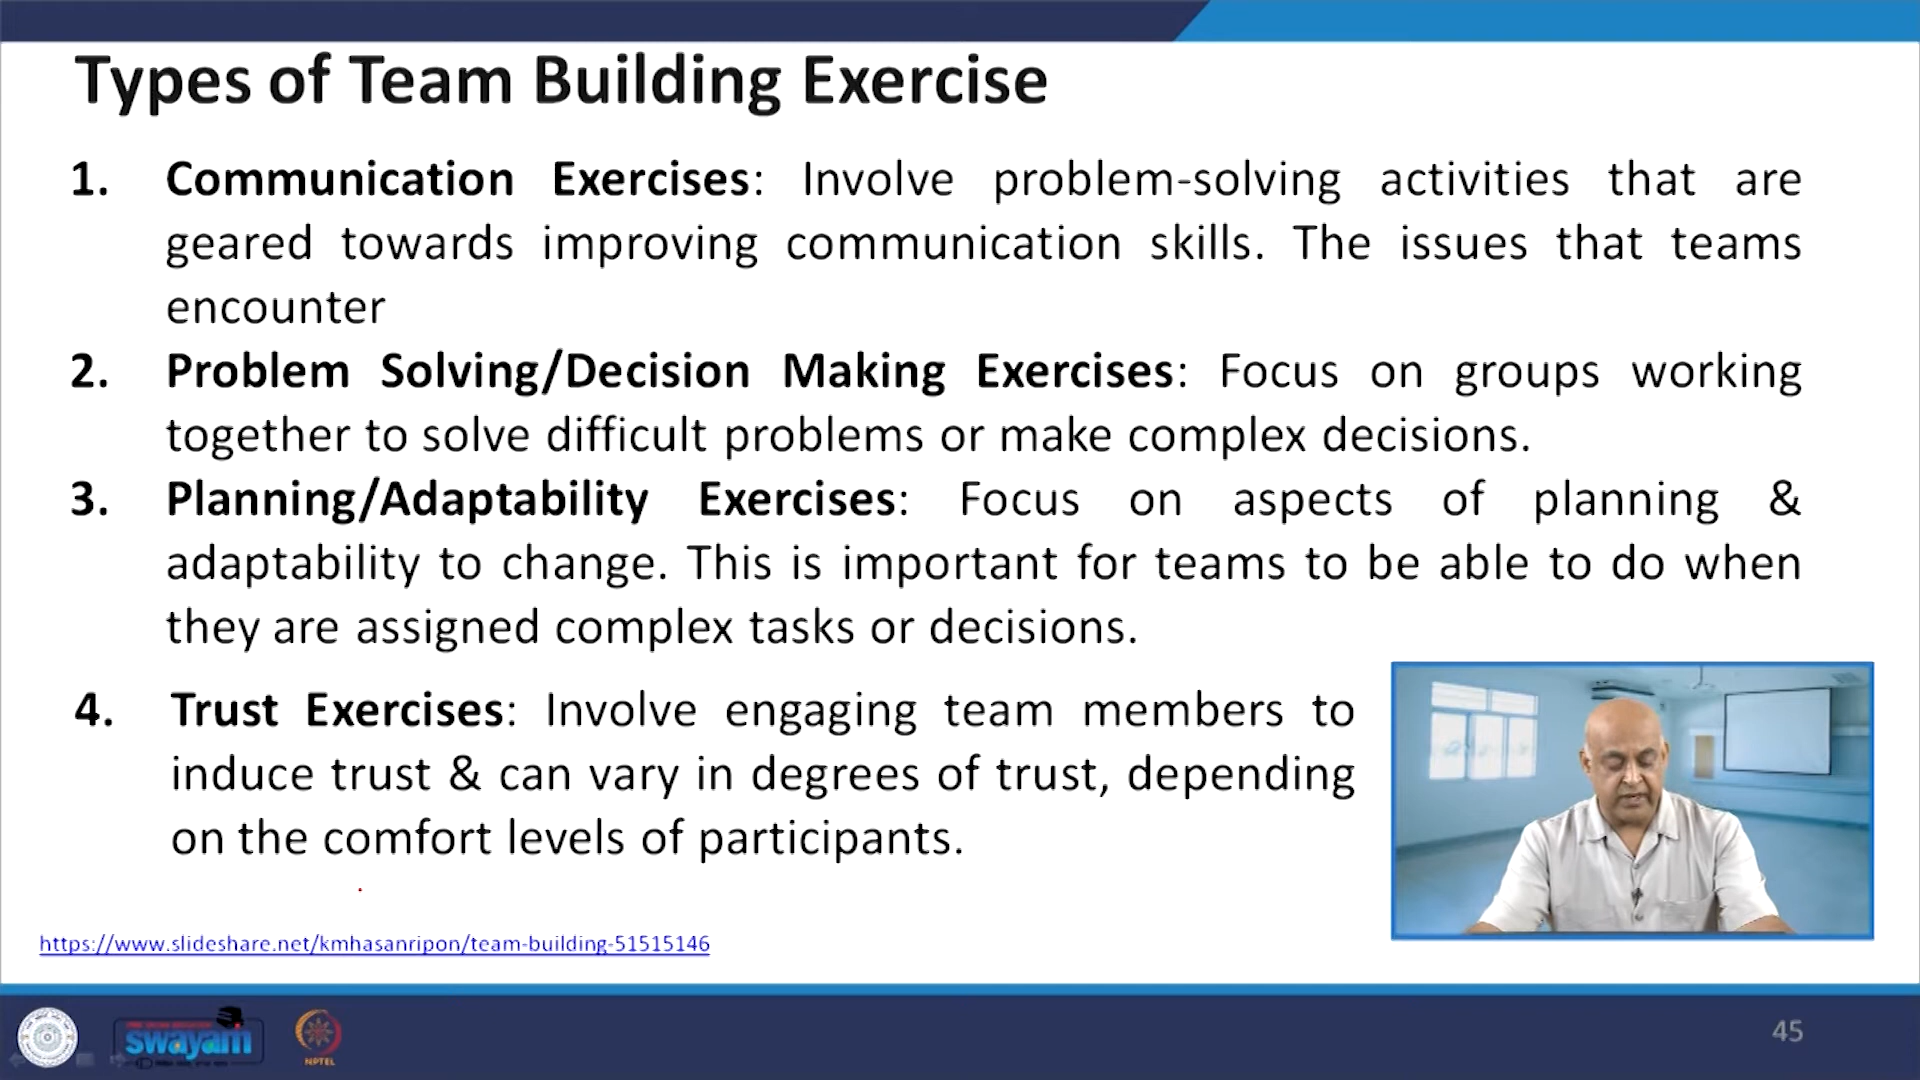 Types of Team Building Exercise
1. Communication Exercises: Involve problem-solving activities that are
geared towards improving communication skills. The issues that teams
encounter
2. Problem Solving/Decision Making Exercises: Focus on groups working
together to solve difficult problems or make complex decisions.
3. Planning/Adaptability Exercises: Focus on aspects of planning &
adaptability to change. This is important for teams to be able to do when
they are assigned complex tasks or decisions.
4. Trust Exercises: Involve engaging team members to
induce trust & can vary in degrees of trust, depending
on the comfort levels of participants.
https://www.slideshare.net/kmhasanripon/team-building-51515146
swayam
NPTEL
45